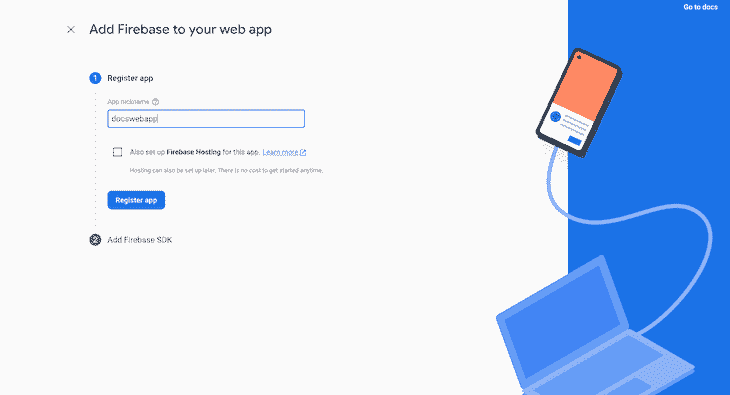 Go to docs
Add Firebase to your web app
1 Register app
App nickname
docswebapp
Also set up Firebase Hosting for this app. Learn more
Hosting can also be set up later. There is no cost to get started anytime.
Register app
2 Add Firebase SDK